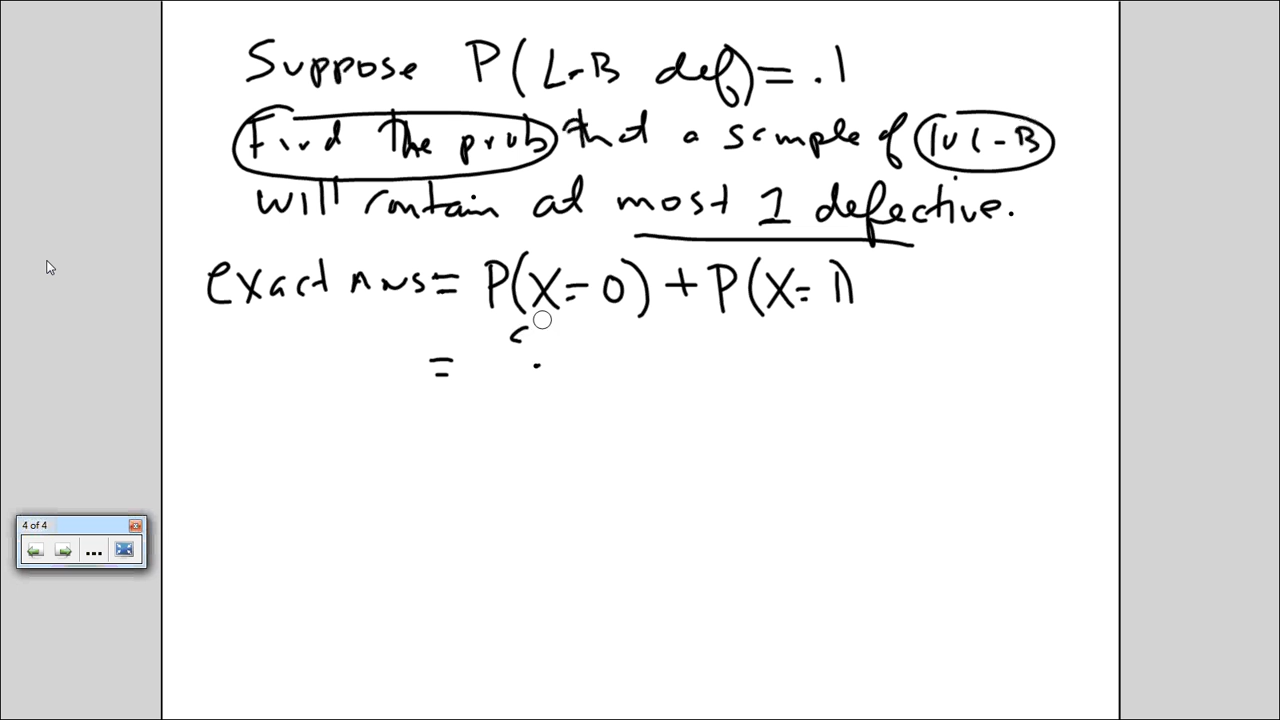 Suppose P(L-B def) = .1
Find the prob that a sample of 10 L-B
will contain at most 1 defective.
exact Ans = P(X=0) + P(X=1)
=
4 of 4